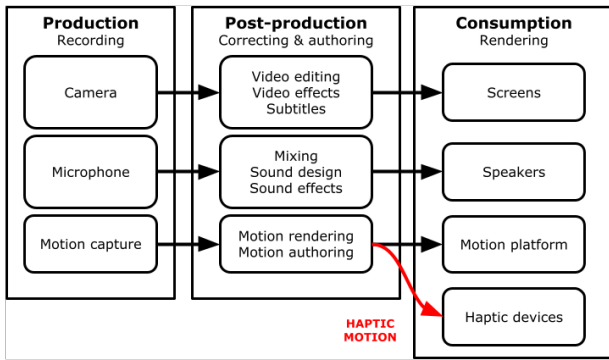 Production
Recording
Camera
Microphone
Motion capture
Post-production
Correcting & authoring
Video editing
Video effects
Subtitles
Mixing
Sound design
Sound effects
Motion rendering
Motion authoring
HAPTIC
MOTION
Consumption
Rendering
Screens
Speakers
Motion platform
Haptic devices